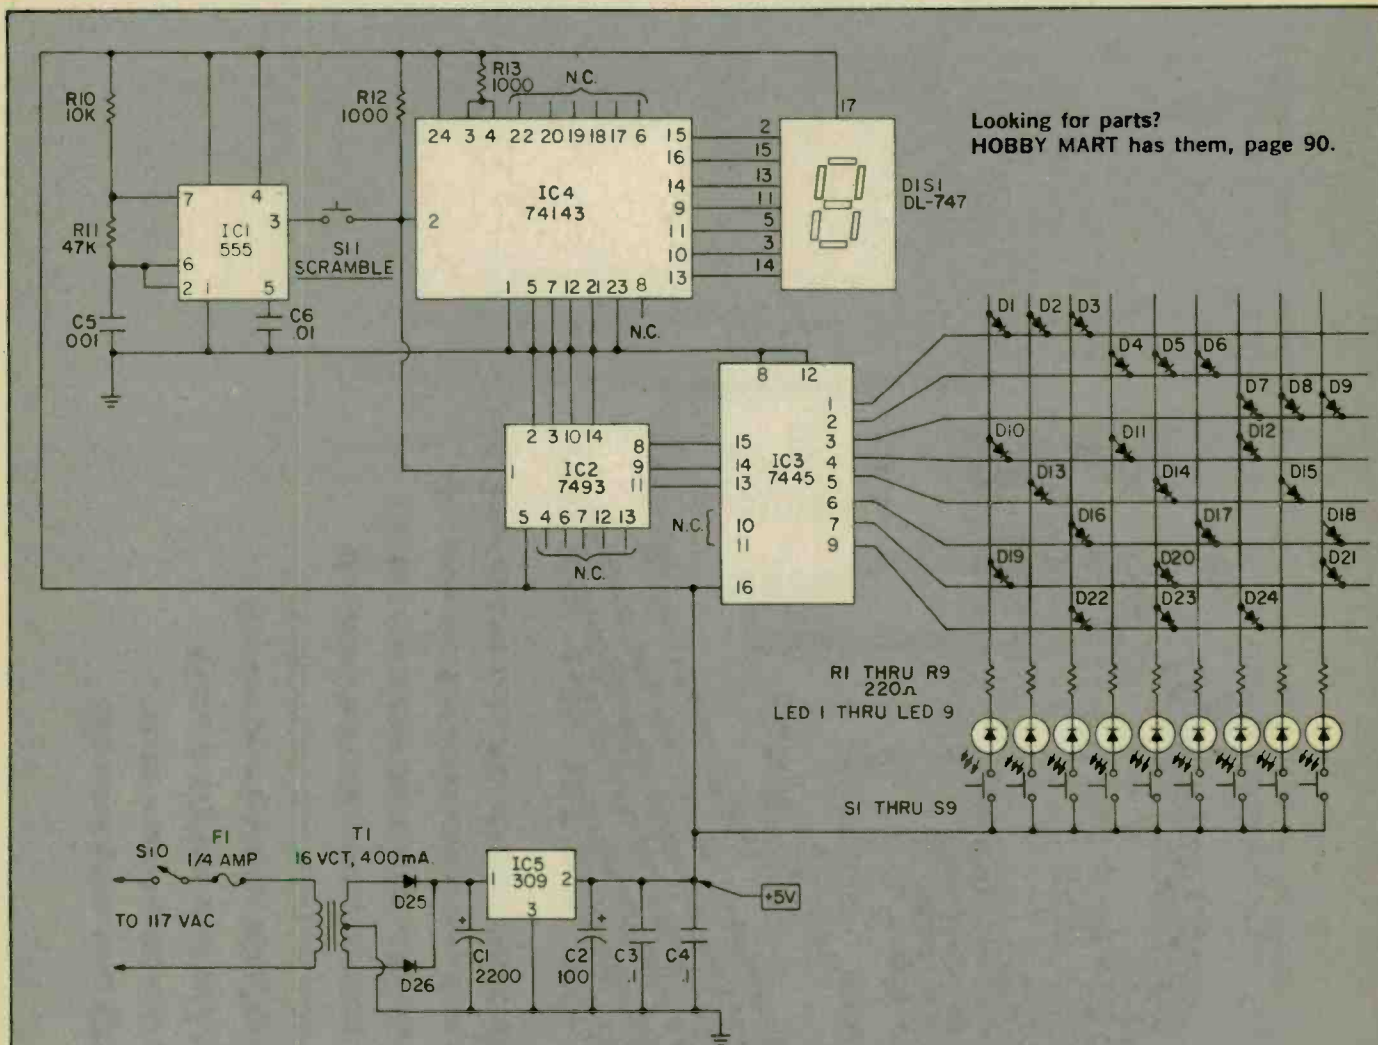 R10
10K
R12
1000
R13
1000
N.C.
17
Looking for parts?
HOBBY MART has them, page 90.
24 3 4 22 20 19 18 17 6
15
16
14
9
11
10
13
2
15
13
11
5
3
14
DIS1
DL-747
IC4
74143
2
7
4
3
IC1
555
6
2
1
5
R11
47K
S11
SCRAMBLE
C5
001
C6
.01
1 5 7 12 21 23 8
N.C.
8 12
1
2
3
4
5
6
7
9
15
14
13
IC3
7445
N.C.
10
11
16
2 3 10 14
8
9
11
1
IC2
7493
5 4 6 7 12 13
N.C.
D1 D2 D3
D4 D5 D6
D7 D8 D9
D10 D11 D12
D13 D14 D15
D16 D17 D18
D19 D20 D21
D22 D23 D24
R1 THRU R9
220Ω
LED 1 THRU LED 9
S1 THRU S9
S10
F1
1/4 AMP
T1
16 VCT, 400mA.
D25
D26
TO 117 VAC
IC5
309
1 2
3
+
C1
2200
+
C2
100
C3
.1
C4
.1
+5V